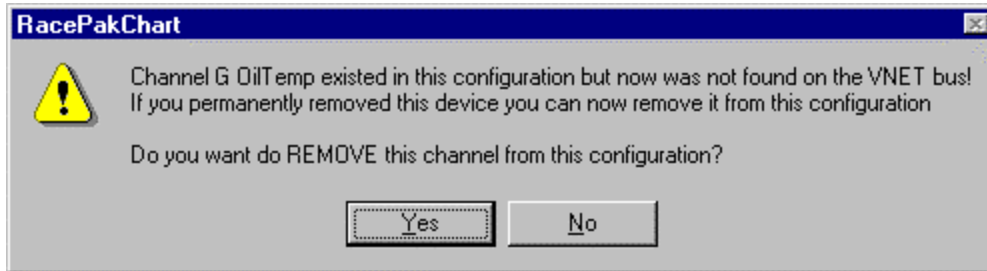 RacePakChart
Channel G OilTemp existed in this configuration but now was not found on the VNET bus!
If you permanently removed this device you can now remove it from this configuration
Do you want do REMOVE this channel from this configuration?
Yes No